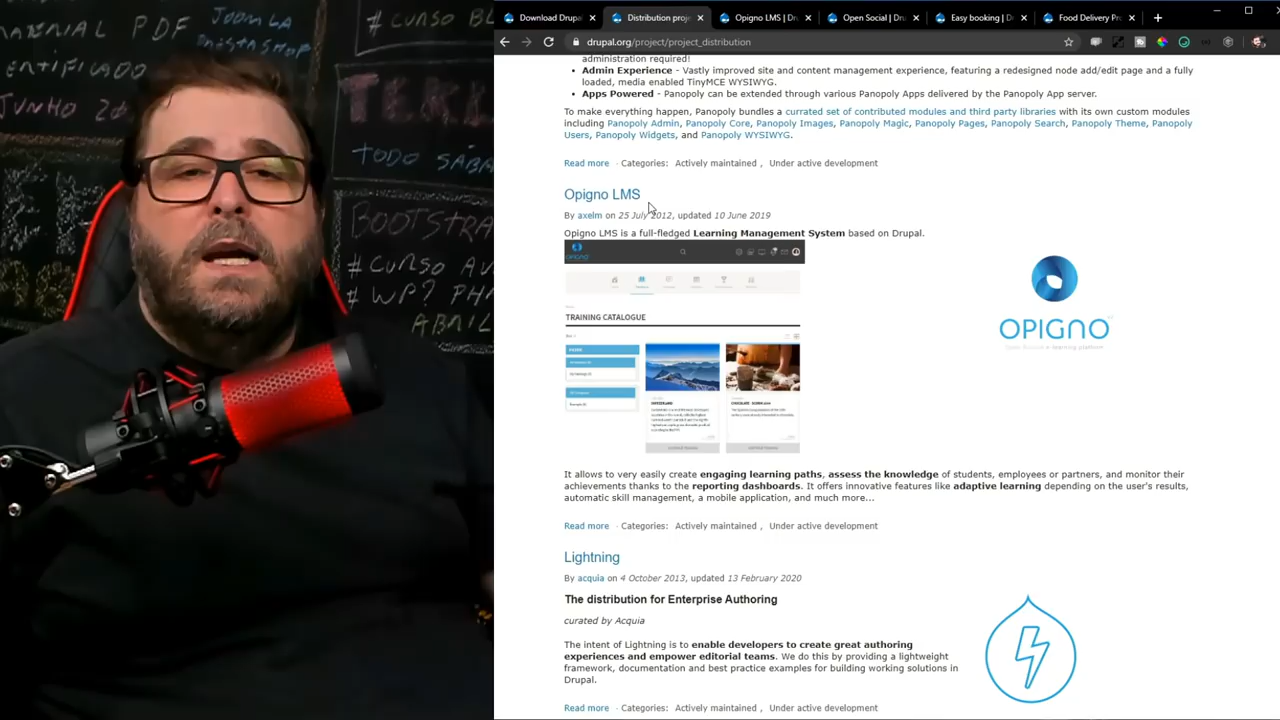 PDF
JOOMLA
PRESTASHOP
# CURSO
TODO SÁBA
# CURSO
# WP
ABRIL
Download Drupal
Distribution proj
Opigno LMS | Dru
Open Social | Dru
Easy booking | D
Food Delivery Pr
drupal.org/project/project_distribution
administration required!
• Admin Experience - Vastly improved site and content management experience, featuring a redesigned node add/edit page and a fully
loaded, media enabled TinyMCE WYSIWYG.
• Apps Powered - Panopoly can be extended through various Panopoly Apps delivered by the Panopoly App server.
To make everything happen, Panopoly bundles a currated set of contributed modules and third party libraries with its own custom modules
including Panopoly Admin, Panopoly Core, Panopoly Images, Panopoly Magic, Panopoly Pages, Panopoly Search, Panopoly Theme, Panopoly
Users, Panopoly Widgets, and Panopoly WYSIWYG.
Read more · Categories: Actively maintained , Under active development
Opigno LMS
By axelm on 25 July 2012, updated 10 June 2019
Opigno LMS is a full-fledged Learning Management System based on Drupal.
TRAINING CATALOGUE
OPIGNO
It allows to very easily create engaging learning paths, assess the knowledge of students, employees or partners, and monitor their
achievements thanks to the reporting dashboards. It offers innovative features like adaptive learning depending on the user's results,
automatic skill management, a mobile application, and much more...
Read more · Categories: Actively maintained , Under active development
Lightning
By acquia on 4 October 2013, updated 13 February 2020
The distribution for Enterprise Authoring
curated by Acquia
The intent of Lightning is to enable developers to create great authoring
experiences and empower editorial teams. We do this by providing a lightweight
framework, documentation and best practice examples for building working solutions in
Drupal.
Read more · Categories: Actively maintained , Under active development